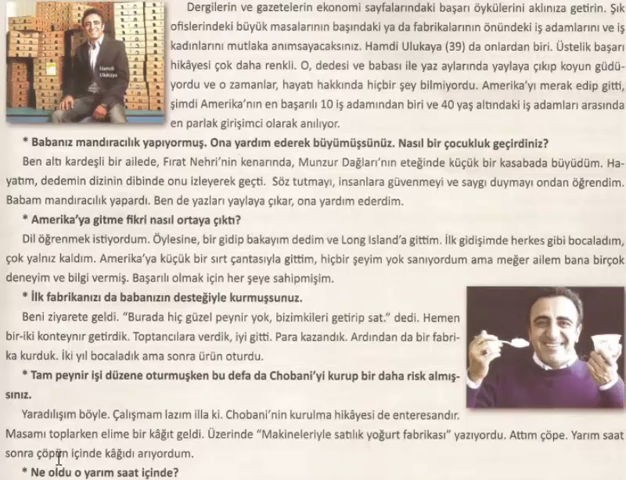 Dergilerin ve gazetelerin ekonomi sayfalarındaki başarı öykülerini aklınıza getirin. Şık
ofislerindeki büyük masalarının başındaki ya da fabrikalarının önündeki iş adamlarını ve iş
kadınlarını mutlaka anımsayacaksınız. Hamdi Ulukaya (39) da onlardan biri. Üstelik başarı
hikâyesi çok daha renkli. O, dedesi ve babası ile yaz aylarında yaylaya çıkıp koyun güdü-
yordu ve o zamanlar, hayatı hakkında hiçbir şey bilmiyordu. Amerika'yı merak edip gitti,
şimdi Amerika'nın en başarılı 10 iş adamından biri ve 40 yaş altındaki iş adamları arasında
en parlak girişimci olarak anılıyor.
Hamdi
Ulukaya
* Babanız mandıracılık yapıyormuş. Ona yardım ederek büyümüşsünüz. Nasıl bir çocukluk geçirdiniz?
Ben altı kardeşli bir ailede, Fırat Nehri'nin kenarında, Munzur Dağları'nın eteğinde küçük bir kasabada büyüdüm. Ha-
yatım, dedemin dizinin dibinde onu izleyerek geçti. Söz tutmayı, insanlara güvenmeyi ve saygı duymayı ondan öğrendim.
Babam mandıracılık yapardı. Ben de yazları yaylaya çıkar, ona yardım ederdim.
* Amerika'ya gitme fikri nasıl ortaya çıktı?
Dil öğrenmek istiyordum. Öylesine, bir gidip bakayım dedim ve Long Island'a gittim. İlk gidişimde herkes gibi bocaladım,
çok yalnız kaldım. Amerika'ya küçük bir sırt çantasıyla gittim, hiçbir şeyim yok sanıyordum ama meğer ailem bana birçok
deneyim ve bilgi vermiş. Başarılı olmak için her şeye sahipmişim.
* İlk fabrikanızı da babanızın desteğiyle kurmuşsunuz.
Beni ziyarete geldi. "Burada hiç güzel peynir yok, bizimkileri getirip sat." dedi. Hemen
bir-iki konteynır getirdik. Toptancılara verdik, iyi gitti. Para kazandık. Ardından da bir fabri-
ka kurduk. İki yıl bocaladık ama sonra ürün oturdu.
* Tam peynir işi düzene oturmuşken bu defa da Chobani'yi kurup bir daha risk almış-
sınız.
Yaradılışım böyle. Çalışmam lazım illa ki. Chobani'nin kurulma hikâyesi de enteresandır.
Masamı toplarken elime bir kâğıt geldi. Üzerinde "Makineleriyle satılık yoğurt fabrikası" yazıyordu. Attım çöpe. Yarım saat
sonra çöpün içinde kâğıdı arıyordum.
* Ne oldu o yarım saat içinde?